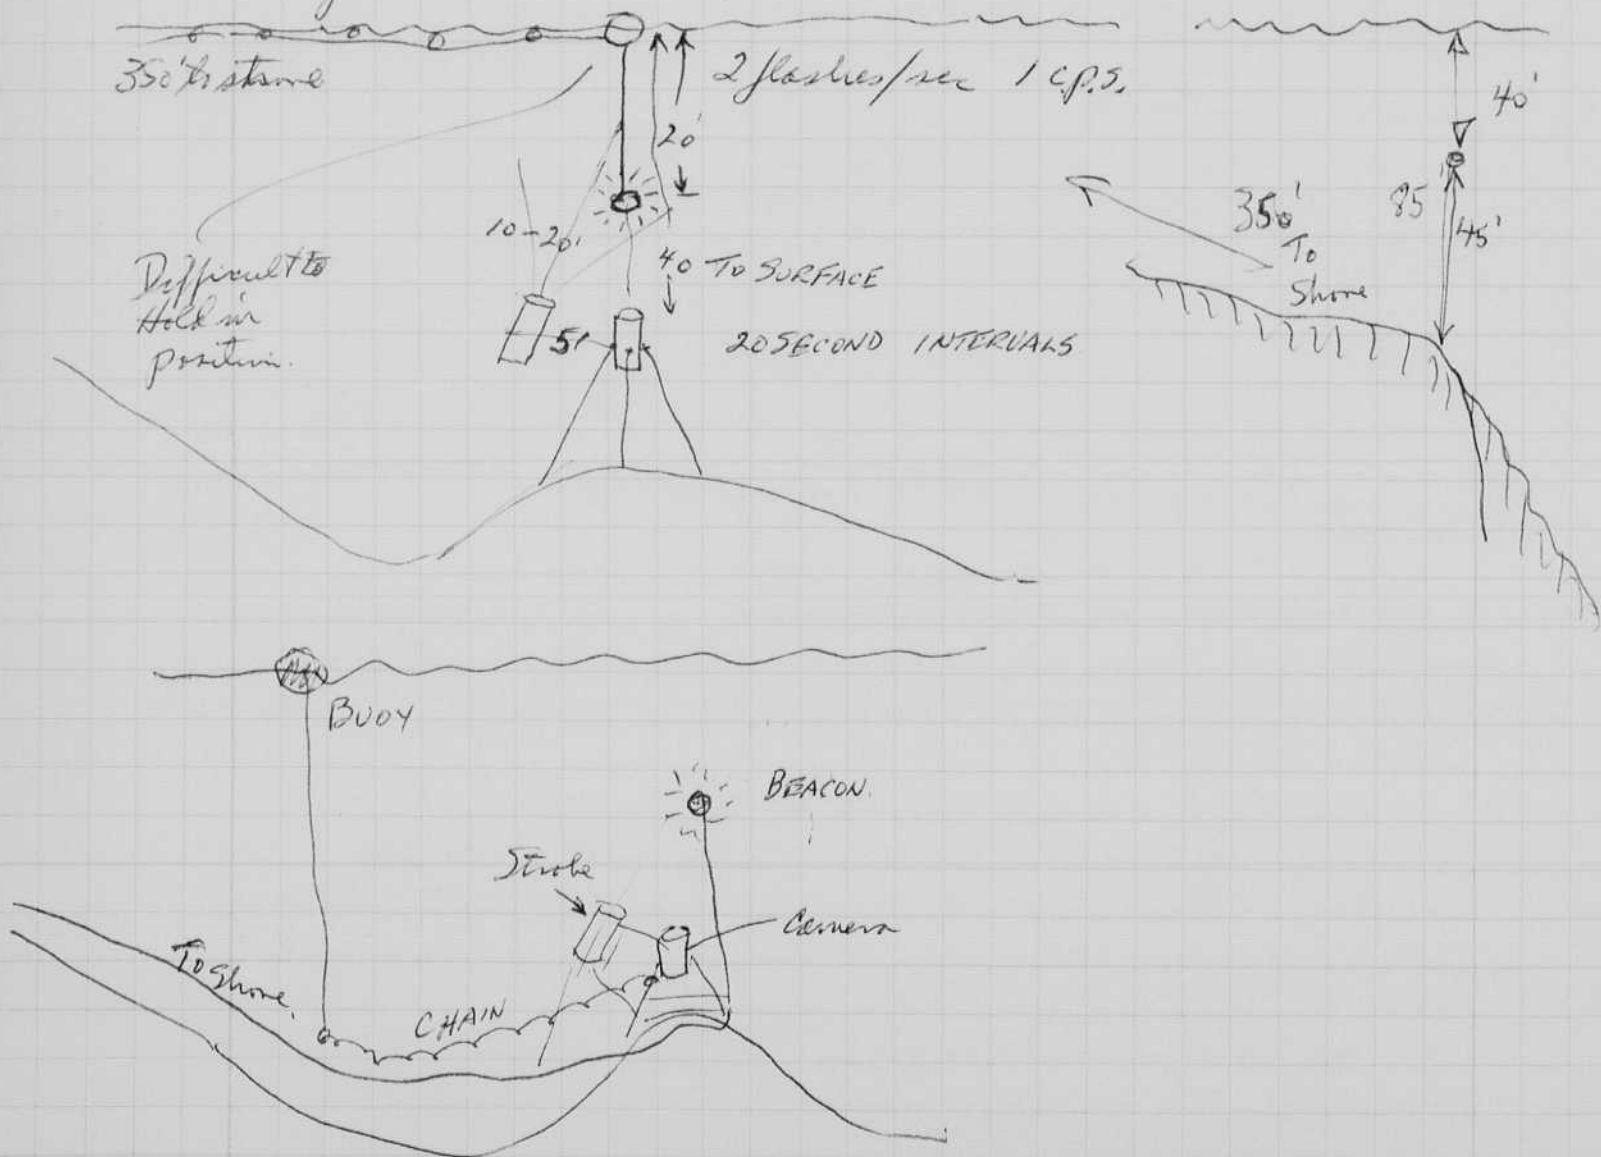 350' to shore
2 flashes/sec 1 c.p.s.
20'
40'
10-20'
Difficult to
Hold in
position.
40 TO SURFACE
5'
20 SECOND INTERVALS
350'
To
Shore
85'
45'
BUOY
BEACON.
Strobe
Camera
To Shore.
CHAIN